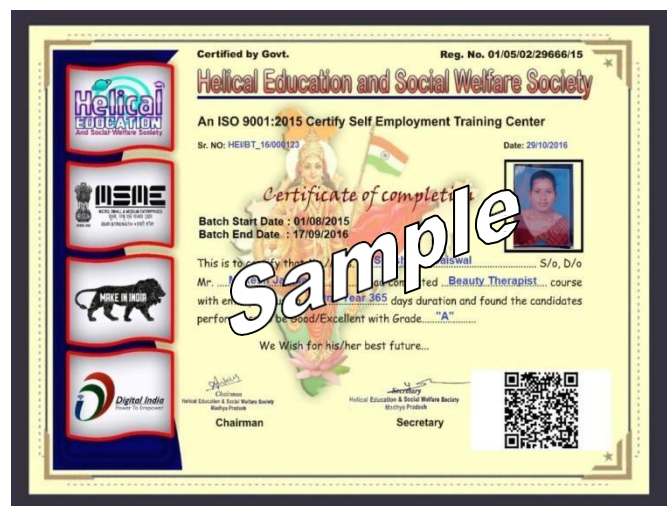 Certified by Govt. Reg. No. 01/05/02/29666/15
Helical Education and Social Welfare Society
An ISO 9001:2015 Certify Self Employment Training Center
Sr. NO: HEI/BT_16/000123 Date: 29/10/2016
Certificate of completion
Batch Start Date : 01/08/2015
Batch End Date : 17/09/2016
This is to certify that S/o, D/o
Mr. had completed Beauty Therapist course
with Year 365 days duration and found the candidates
be Good/Excellent with Grade "A"
We Wish for his/her best future...
Sample
Chairman
Helical Education & Social Welfare Society
Madhya Pradesh
Chairman
Secretary
Helical Education & Social Welfare Society
Madhya Pradesh
Secretary
Helical
EDUCATION
And Social Welfare Society
MSME
MICRO, SMALL & MEDIUM ENTERPRISES
MAKE IN INDIA
Digital India
Power To Empower